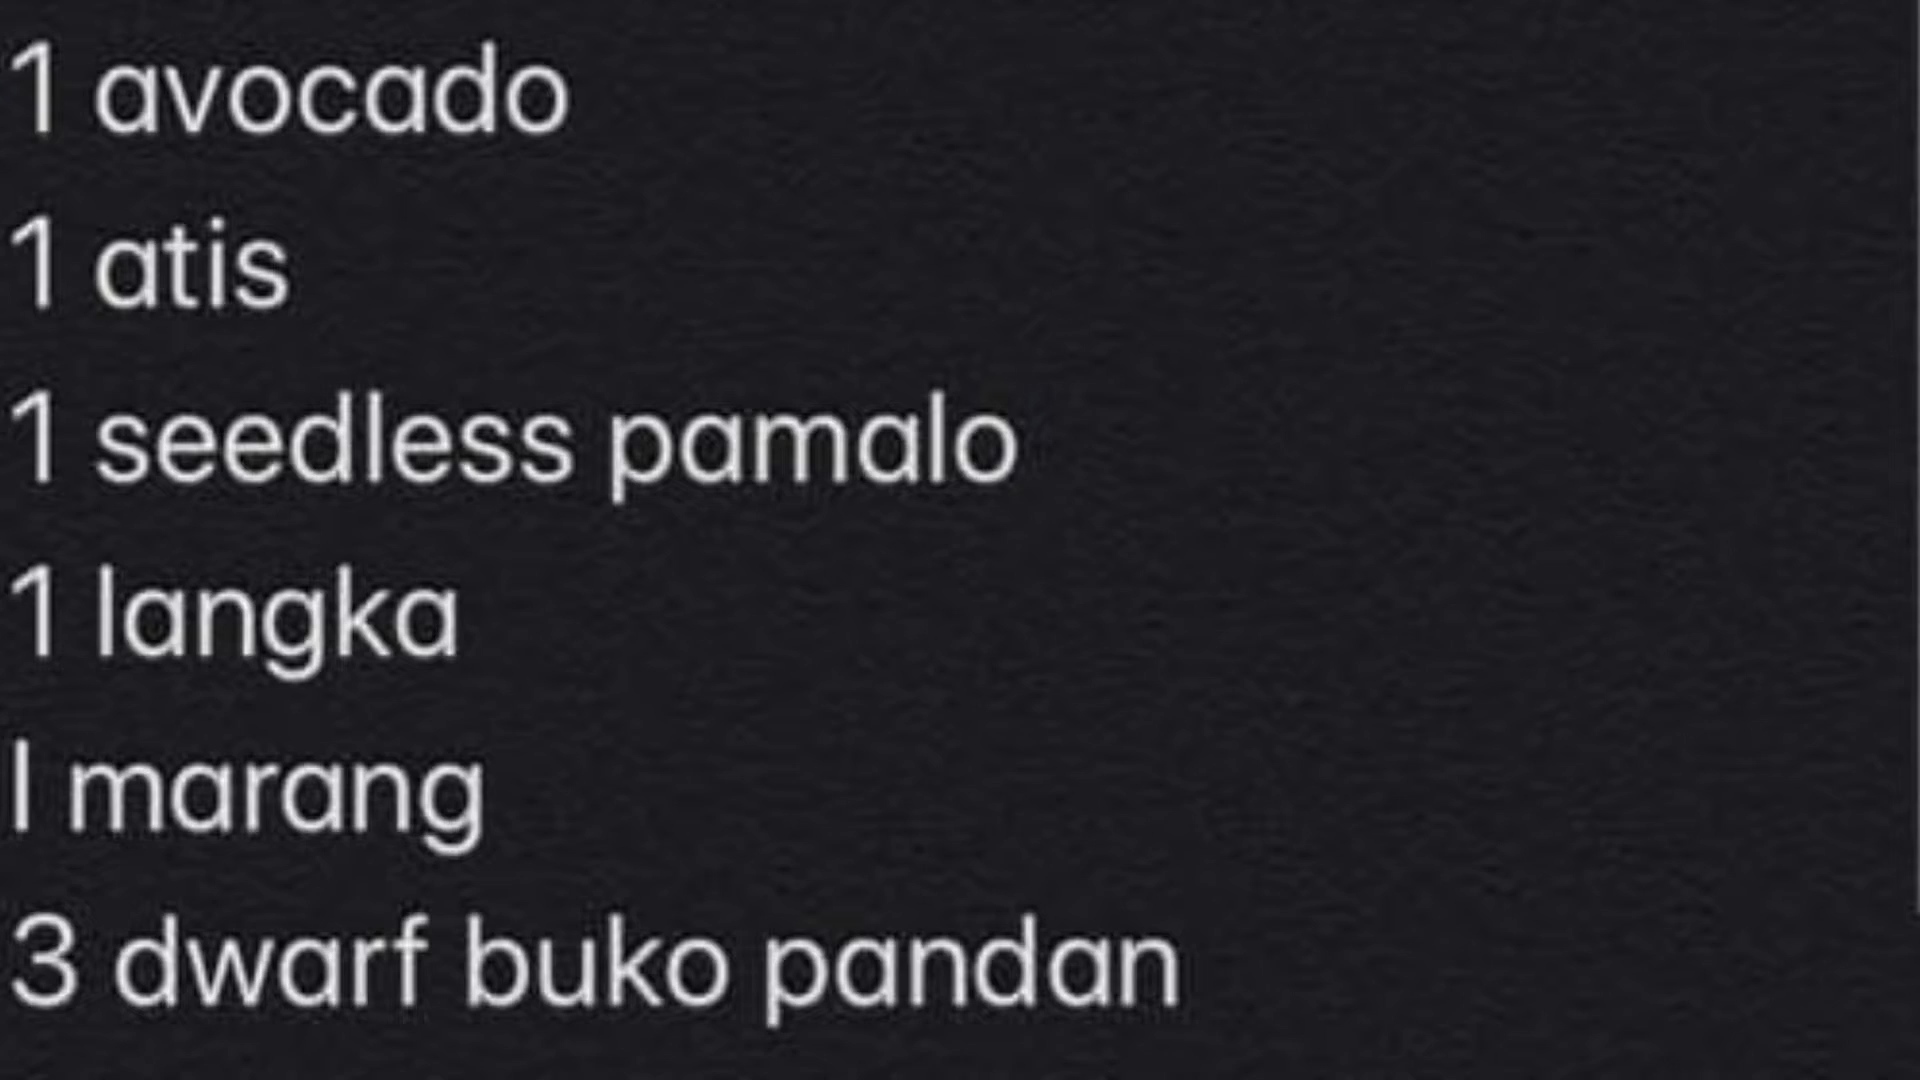 1 avocado
1 atis
1 seedless pamalo
1 langka
I marang
3 dwarf buko pandan